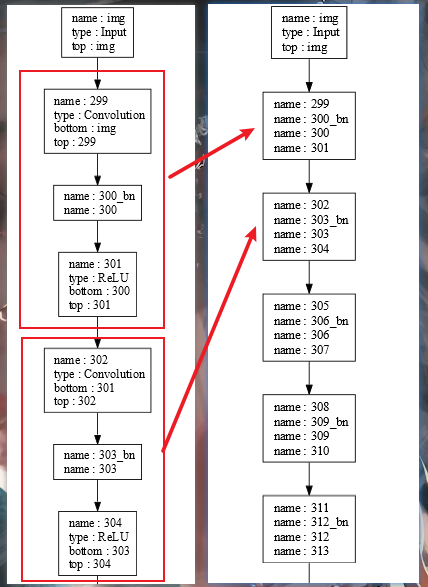 name : img
type : Input
top : img
name : 299
type : Convolution
bottom : img
top : 299
name : 300_bn
name : 300
name : 301
type : ReLU
bottom : 300
top : 301
name : 302
type : Convolution
bottom : 301
top : 302
name : 303_bn
name : 303
name : 304
type : ReLU
bottom : 303
top : 304
name : img
type : Input
top : img
name : 299
name : 300_bn
name : 300
name : 301
name : 302
name : 303_bn
name : 303
name : 304
name : 305
name : 306_bn
name : 306
name : 307
name : 308
name : 309_bn
name : 309
name : 310
name : 311
name : 312_bn
name : 312
name : 313